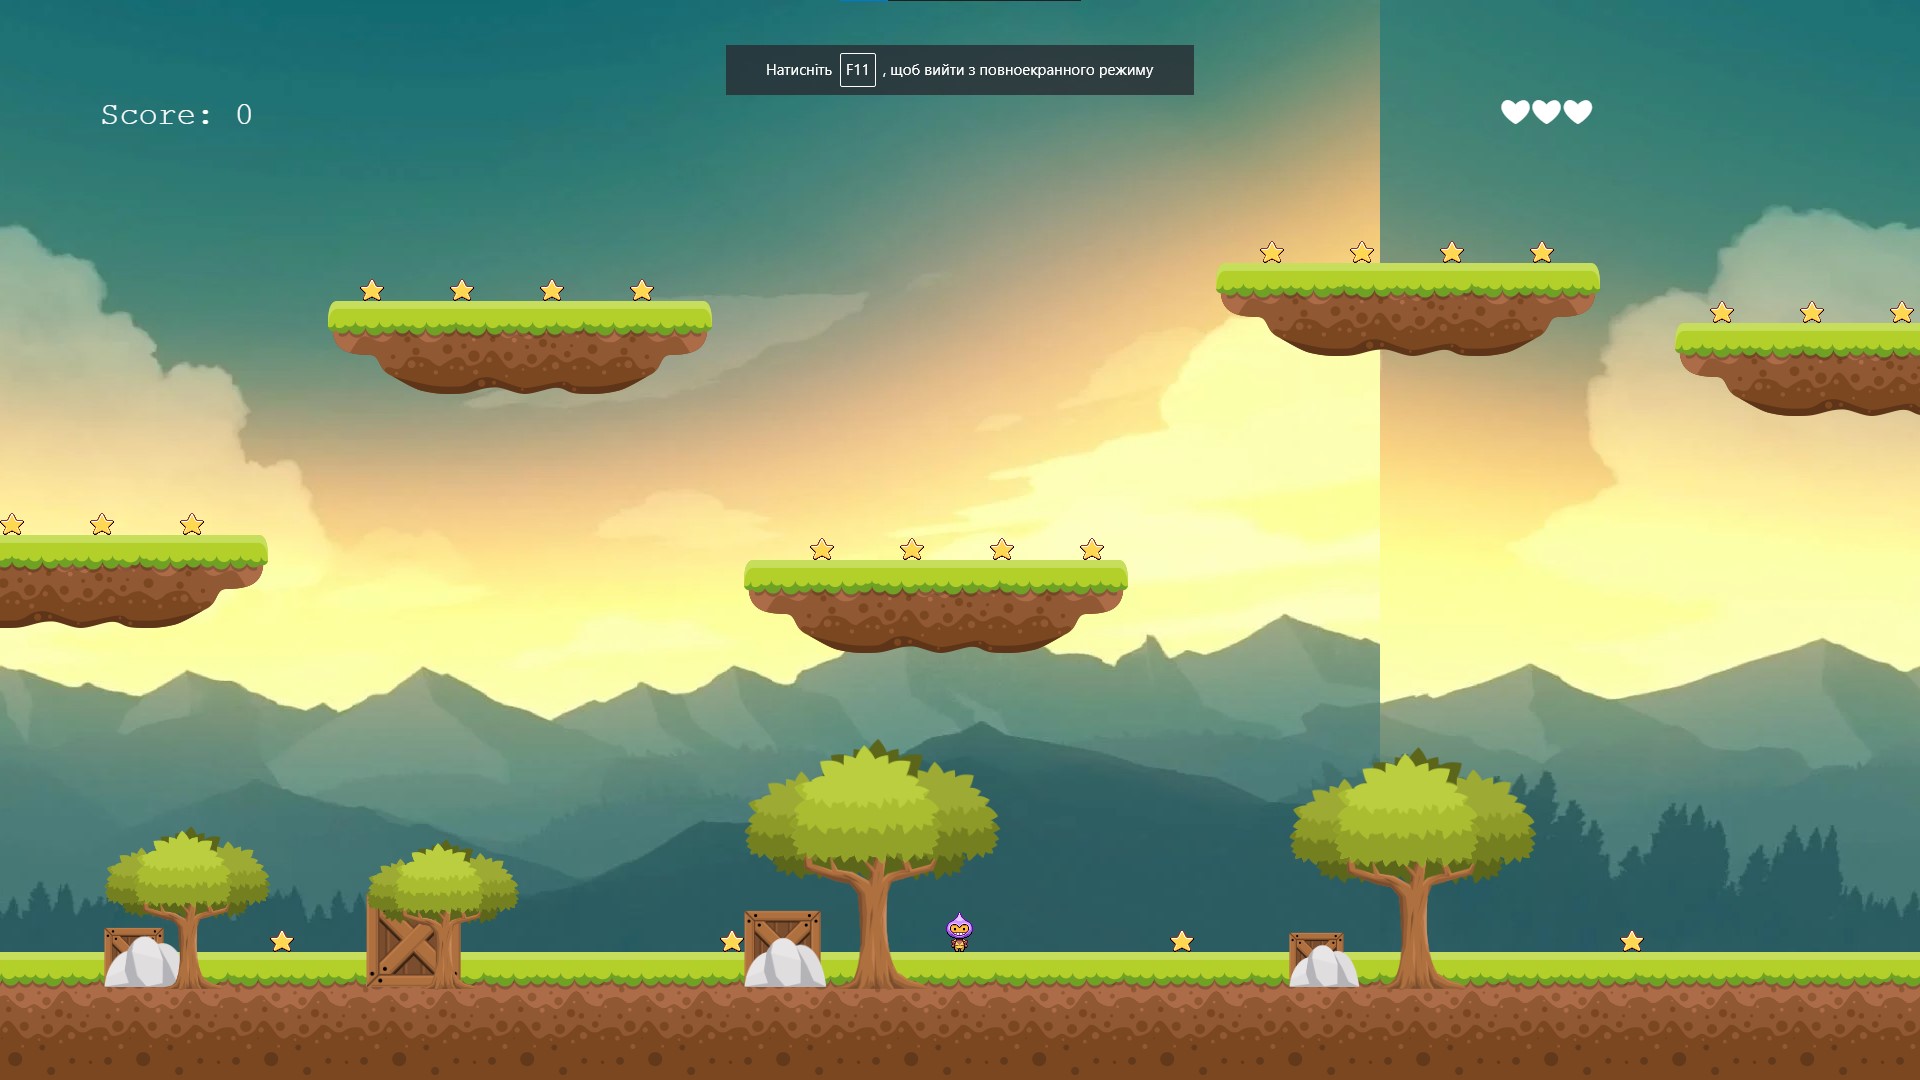 Натисніть F11 , щоб вийти з повноекранного режиму
Score: 0